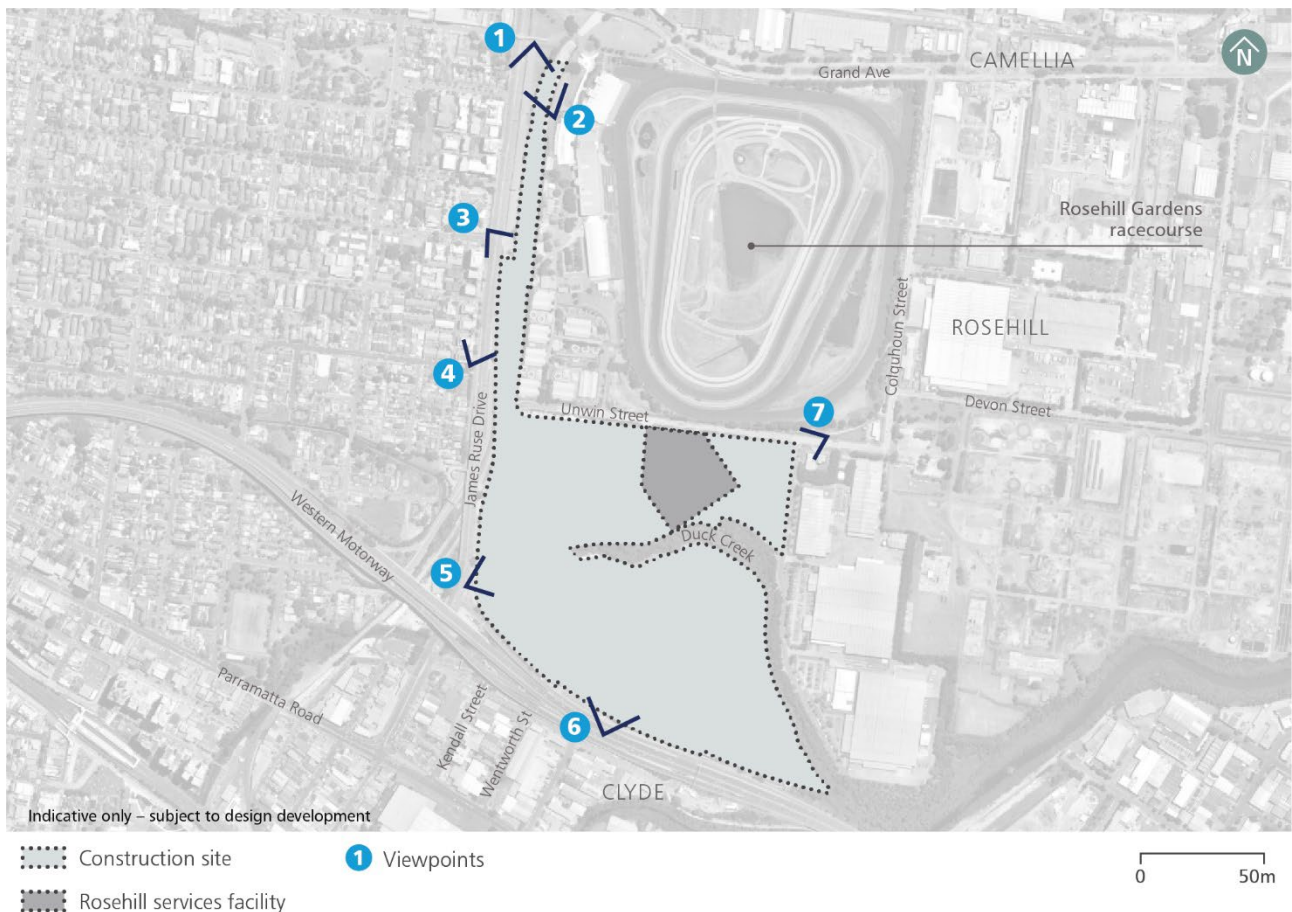 1
N
CAMELLIA
Grand Ave
2
Rosehill Gardens
racecourse
3
Colquhoun Street
ROSEHILL
4
James Ruse Drive
Devon Street
Unwin Street
7
Western Motorway
Duck Creek
5
Parramatta Road
Kendall Street
Wentworth St
6
CLYDE
Indicative only – subject to design development
Construction site
1 Viewpoints
0 50m
Rosehill services facility